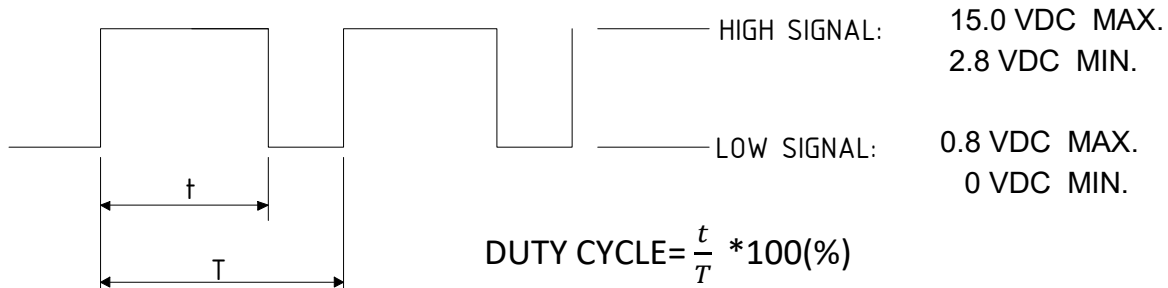 HIGH SIGNAL: 15.0 VDC MAX.
2.8 VDC MIN.
LOW SIGNAL: 0.8 VDC MAX.
0 VDC MIN.
t
T
DUTY CYCLE= t/T *100(%)